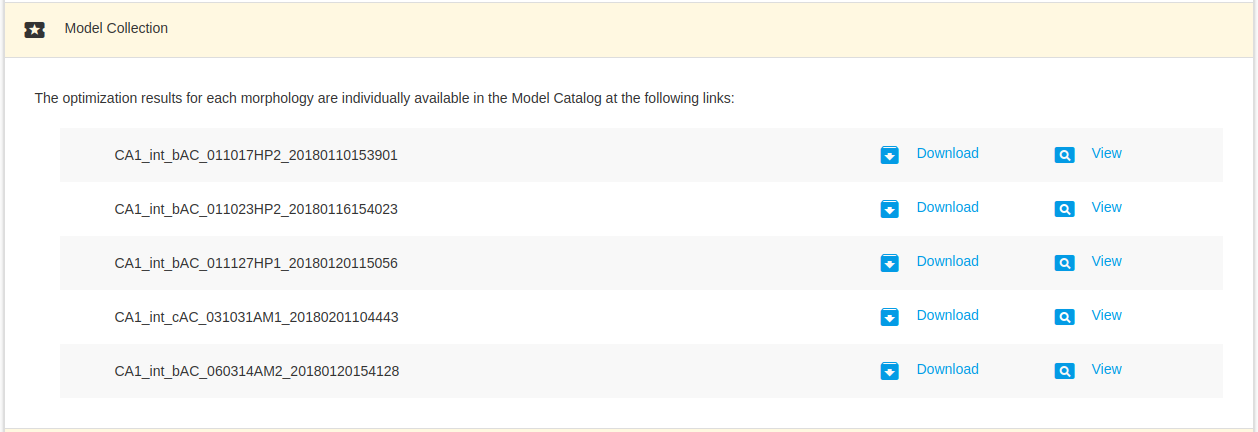 Model Collection
The optimization results for each morphology are individually available in the Model Catalog at the following links:
CA1_int_bAC_011017HP2_20180110153901 Download View
CA1_int_bAC_011023HP2_20180116154023 Download View
CA1_int_bAC_011127HP1_20180120115056 Download View
CA1_int_cAC_031031AM1_20180201104443 Download View
CA1_int_bAC_060314AM2_20180120154128 Download View